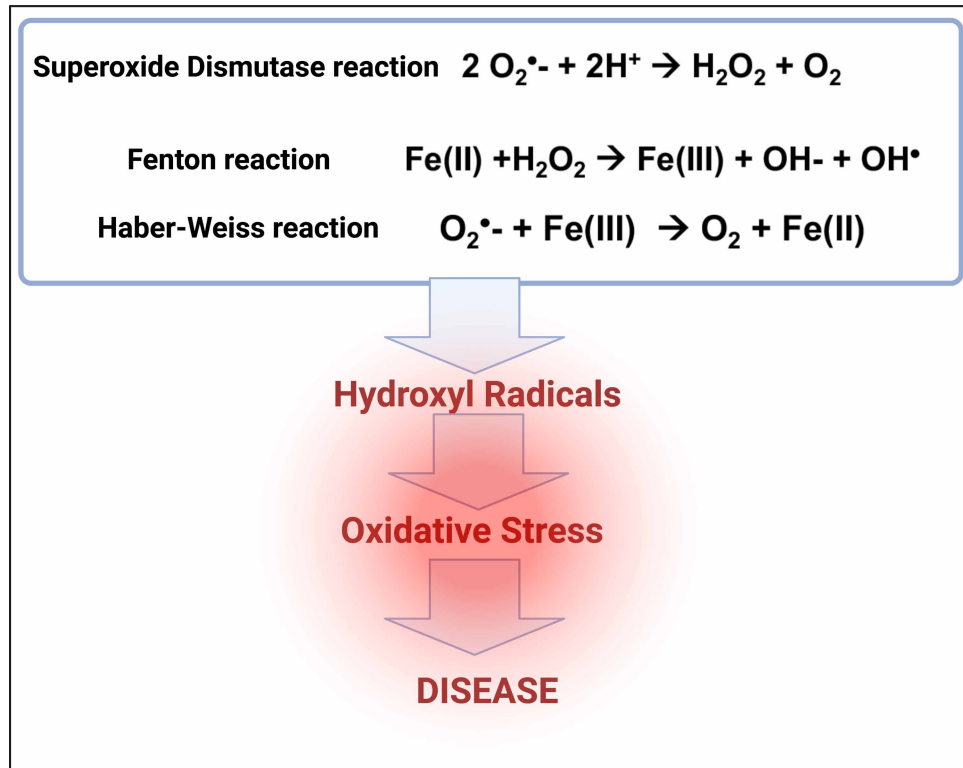 Superoxide Dismutase reaction 2 O₂•- + 2H⁺ → H₂O₂ + O₂
Fenton reaction Fe(II) +H₂O₂ → Fe(III) + OH- + OH•
Haber-Weiss reaction O₂•- + Fe(III) → O₂ + Fe(II)
Hydroxyl Radicals
Oxidative Stress
DISEASE